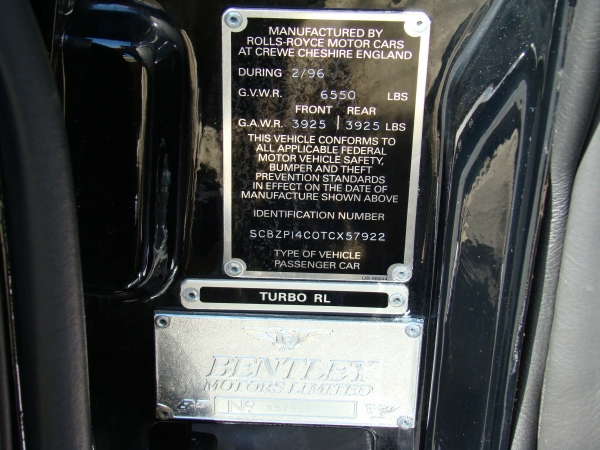 MANUFACTURED BY
ROLLS-ROYCE MOTOR CARS
AT CREWE CHESHIRE ENGLAND
DURING 2/96
G.V.W.R. 6550 LBS
FRONT REAR
G.A.W.R. 3925 | 3925 LBS
THIS VEHICLE CONFORMS TO
ALL APPLICABLE FEDERAL
MOTOR VEHICLE SAFETY,
BUMPER AND THEFT
PREVENTION STANDARDS
IN EFFECT ON THE DATE OF
MANUFACTURE SHOWN ABOVE
IDENTIFICATION NUMBER
SCBZP14C0TCX57922
TYPE OF VEHICLE
PASSENGER CAR
TURBO RL
BENTLEY
MOTORS LIMITED
No